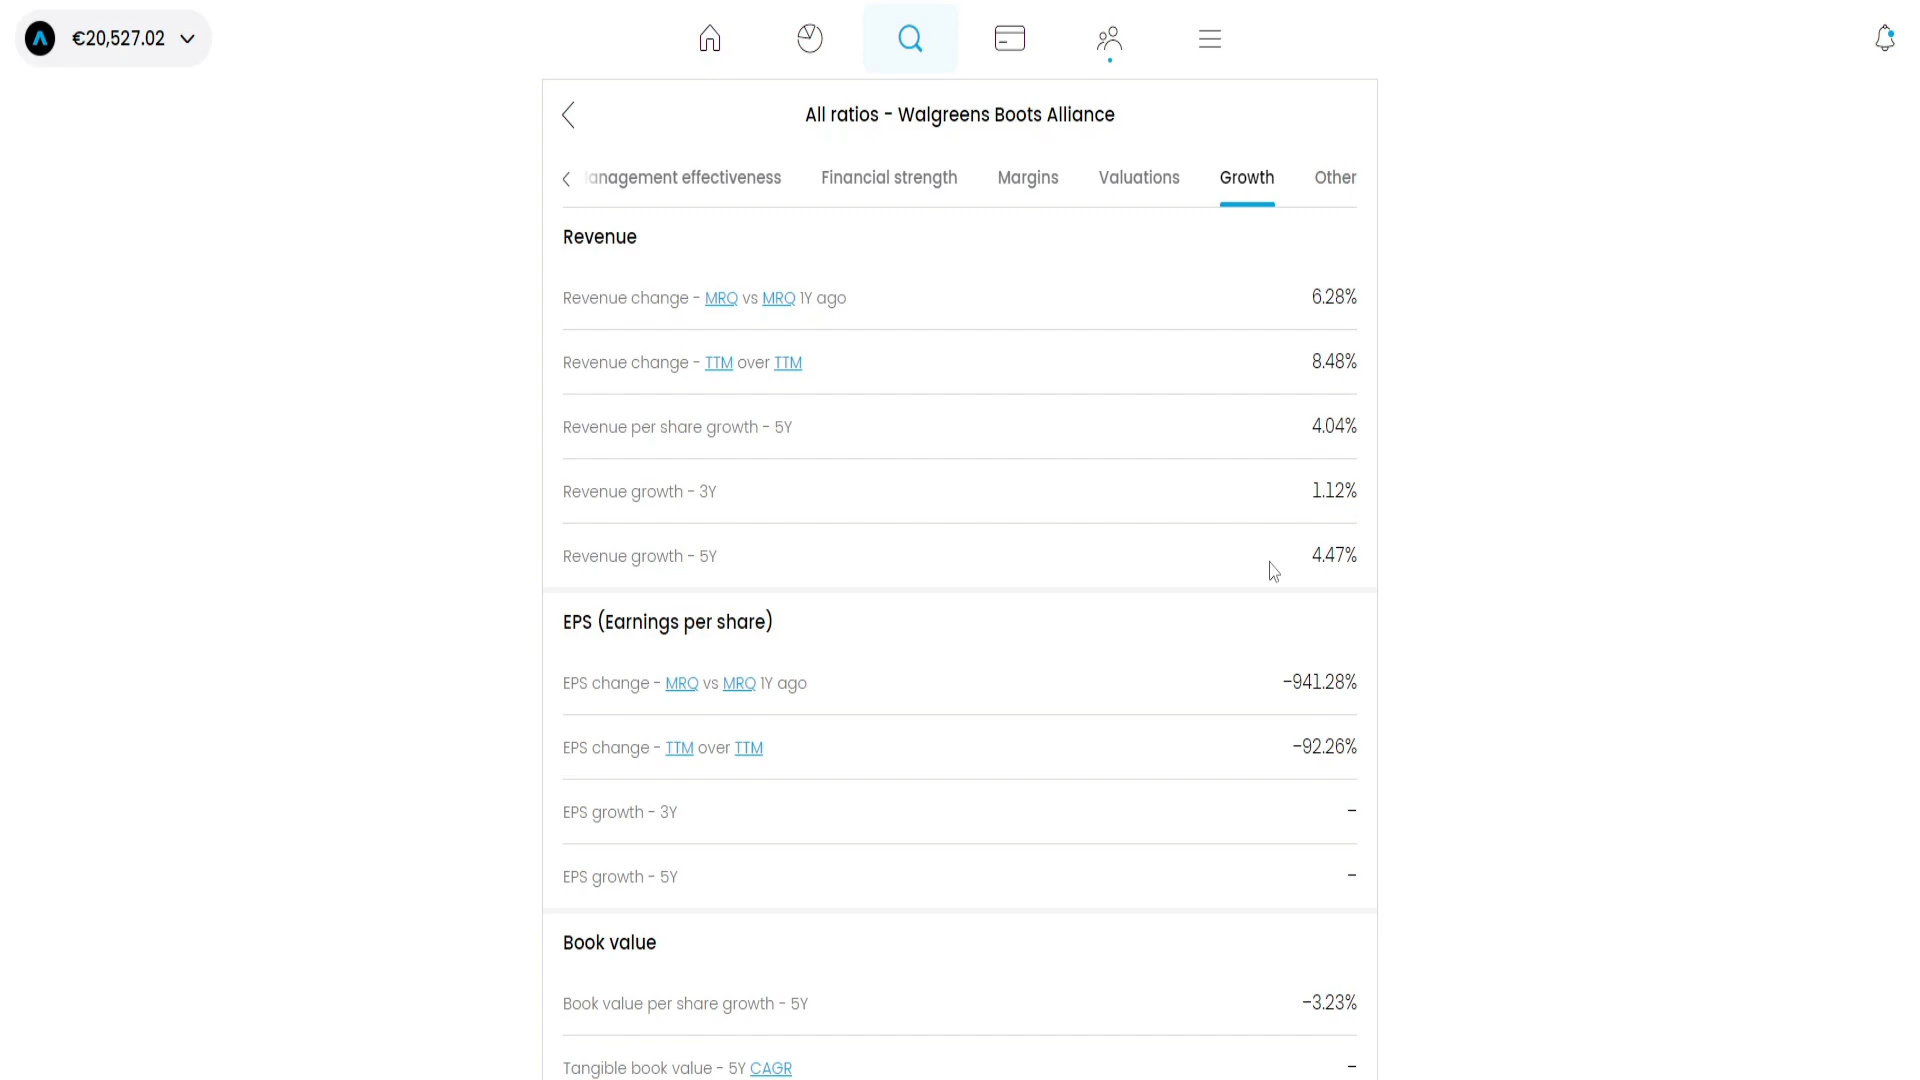 €20,527.02
All ratios - Walgreens Boots Alliance
anagement effectiveness Financial strength Margins Valuations Growth Other
Revenue
Revenue change - MRQ vs MRQ 1Y ago 6.28%
Revenue change - TTM over TTM 8.48%
Revenue per share growth - 5Y 4.04%
Revenue growth - 3Y 1.12%
Revenue growth - 5Y 4.47%
EPS (Earnings per share)
EPS change - MRQ vs MRQ 1Y ago -941.28%
EPS change - TTM over TTM -92.26%
EPS growth - 3Y -
EPS growth - 5Y -
Book value
Book value per share growth - 5Y -3.23%
Tangible book value - 5Y CAGR -